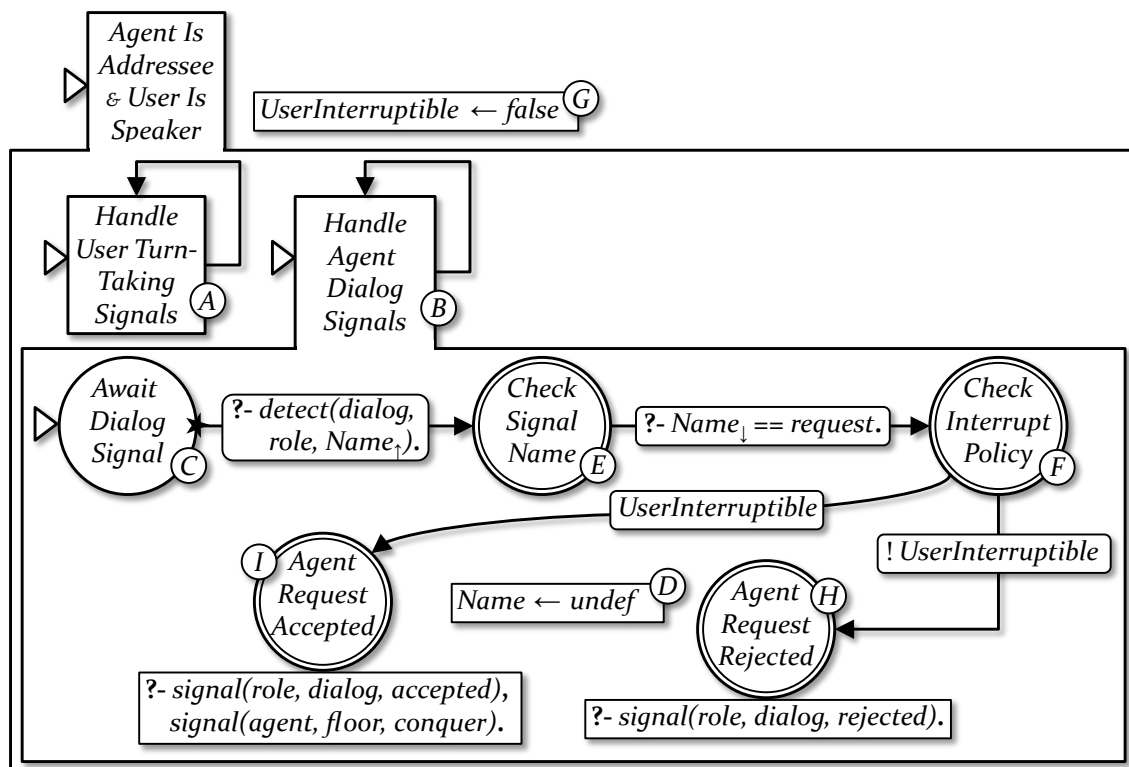 Agent Is
Addressee
& User Is
Speaker
UserInterruptible ← false
G
Handle
User Turn-
Taking
Signals
A
Handle
Agent
Dialog
Signals
B
Await
Dialog
Signal
C
?- detect(dialog,
role, Name↑).
Check
Signal
Name
E
?- Name↓ == request.
Check
Interrupt
Policy
F
UserInterruptible
! UserInterruptible
I
Agent
Request
Accepted
Name ← undef
D
H
Agent
Request
Rejected
?- signal(role, dialog, accepted),
signal(agent, floor, conquer).
?- signal(role, dialog, rejected).